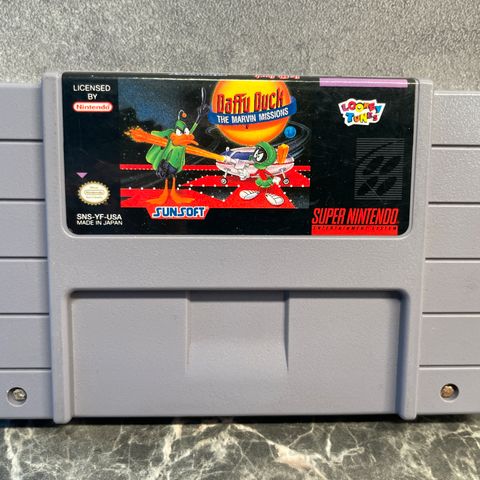 LICENSED
BY
Nintendo
Daffy Duck
THE MARVIN MISSIONS
LOONEY
TUNES
SNS-YF-USA
MADE IN JAPAN
SUNSOFT
SUPER NINTENDO
ENTERTAINMENT SYSTEM